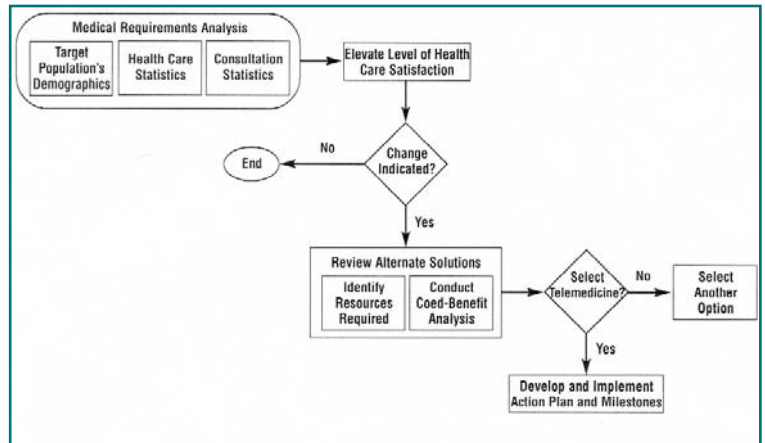 Medical Requirements Analysis
Target
Population's
Demographics
Health Care
Statistics
Consultation
Statistics
Elevate Level of Health
Care Satisfaction
Change
Indicated?
No
End
Yes
Review Alternate Solutions
Identify
Resources
Required
Conduct
Coed-Benefit
Analysis
Select
Telemedicine?
No
Select
Another
Option
Yes
Develop and Implement
Action Plan and Milestones